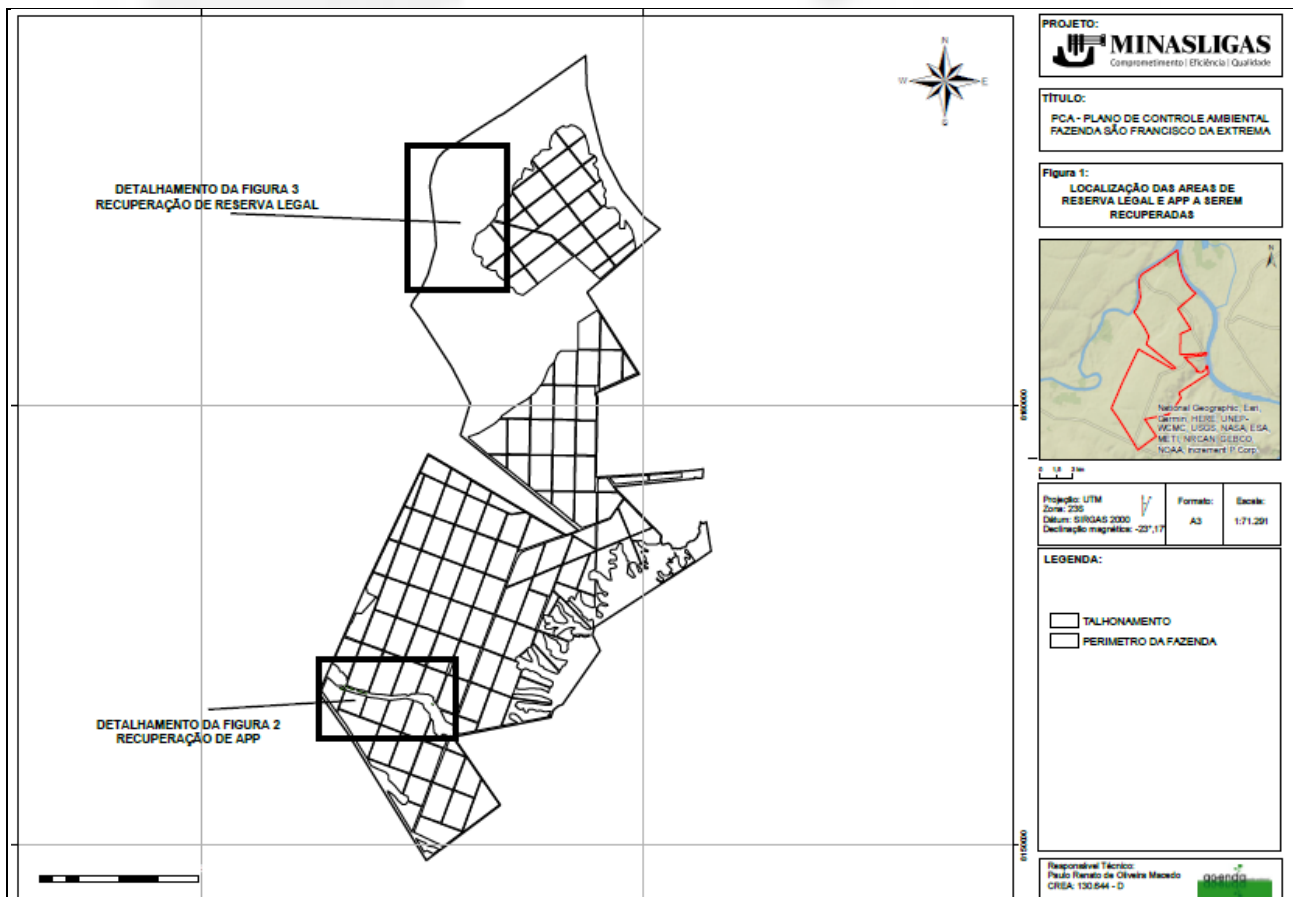 DETALHAMENTO DA FIGURA 3
RECUPERAÇÃO DE RESERVA LEGAL
DETALHAMENTO DA FIGURA 2
RECUPERAÇÃO DE APP
N
W
E
S
8160000
8150000
PROJETO:
MINASLIGAS
Comprometimento | Eficiência | Qualidade
TÍTULO:
PCA - PLANO DE CONTROLE AMBIENTAL
FAZENDA SÃO FRANCISCO DA EXTREMA
Figura 1:
LOCALIZAÇÃO DAS AREAS DE
RESERVA LEGAL E APP A SEREM
RECUPERADAS
N
National Geographic, Esri,
Garmin, HERE, UNEP-
WCMC, USGS, NASA, ESA,
METI, NRCAN, GEBCO,
NOAA, increment P Corp.
Projeção: UTM
Zona: 23S
Datum: SIRGAS 2000
Declinação magnética: -23°,17'
Formato:
A3
Escala:
1:71.291
LEGENDA:
TALHONAMENTO
PERIMETRO DA FAZENDA
Responsável Técnico:
Paulo Renato de Oliveira Macedo
CREA: 130.644 - D